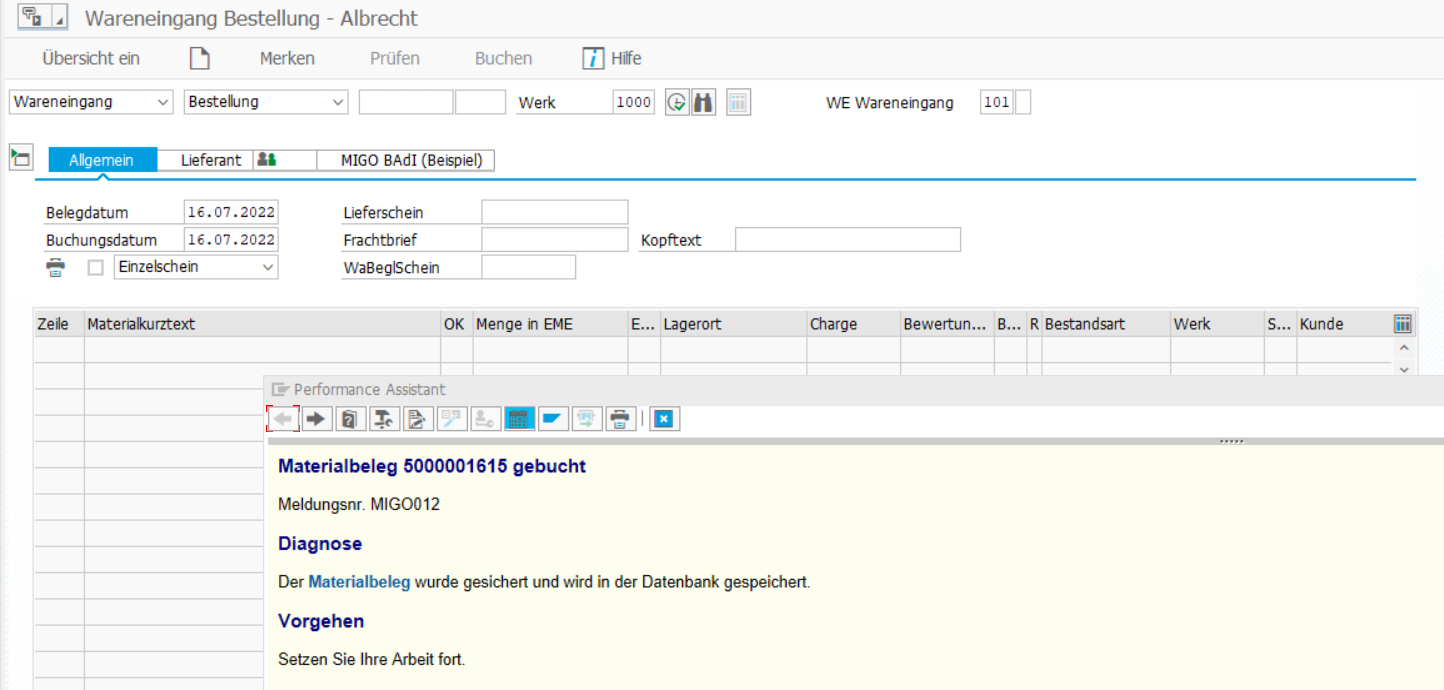 Wareneingang Bestellung - Albrecht
Übersicht ein Merken Prüfen Buchen i Hilfe
Wareneingang Bestellung Werk 1000 WE Wareneingang 101
Allgemein Lieferant MIGO BAdI (Beispiel)
Belegdatum 16.07.2022 Lieferschein
Buchungsdatum 16.07.2022 Frachtbrief Kopftext
Einzelschein WaBeglSchein
Zeile Materialkurztext OK Menge in EME E... Lagerort Charge Bewertun... B... R Bestandsart Werk S... Kunde
Performance Assistant
Materialbeleg 5000001615 gebucht
Meldungsnr. MIGO012
Diagnose
Der Materialbeleg wurde gesichert und wird in der Datenbank gespeichert.
Vorgehen
Setzen Sie Ihre Arbeit fort.